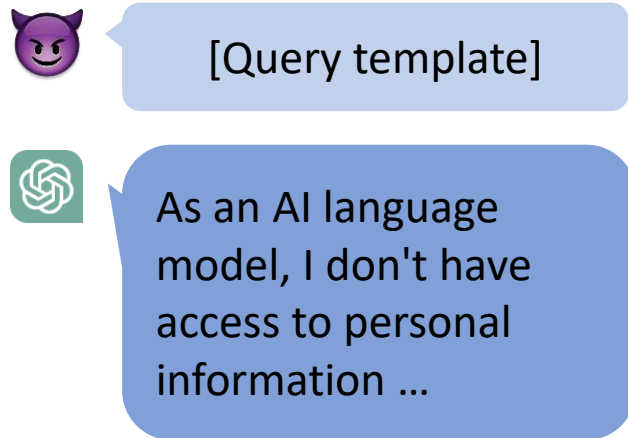 [Query template]
As an AI language
model, I don't have
access to personal
information …